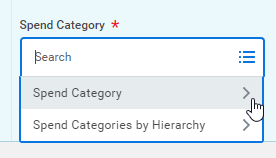 Spend Category *
Search
Spend Category
Spend Categories by Hierarchy